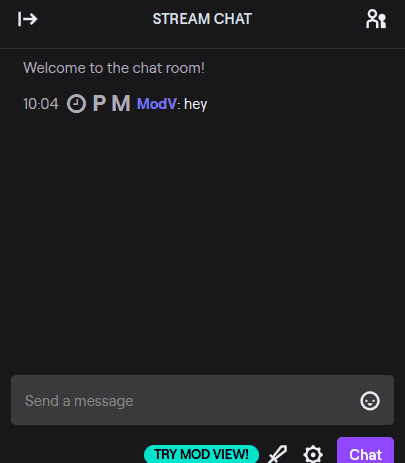 STREAM CHAT
Welcome to the chat room!
10:04 P M ModV: hey
Send a message
TRY MOD VIEW!
Chat